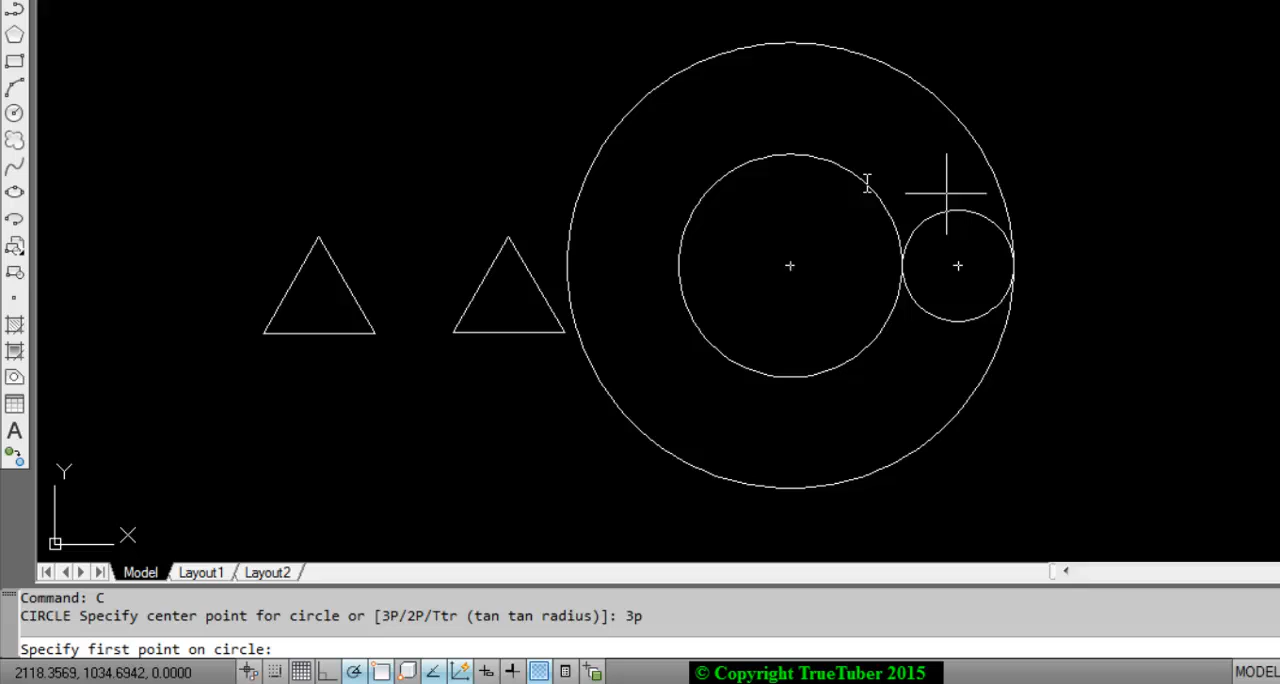 A
Y
X
Model Layout1 Layout2
Command: C
CIRCLE Specify center point for circle or [3P/2P/Ttr (tan tan radius)]: 3p
Specify first point on circle:
2118.3569, 1034.6942, 0.0000
© Copyright TrueTuber 2015
MODEL